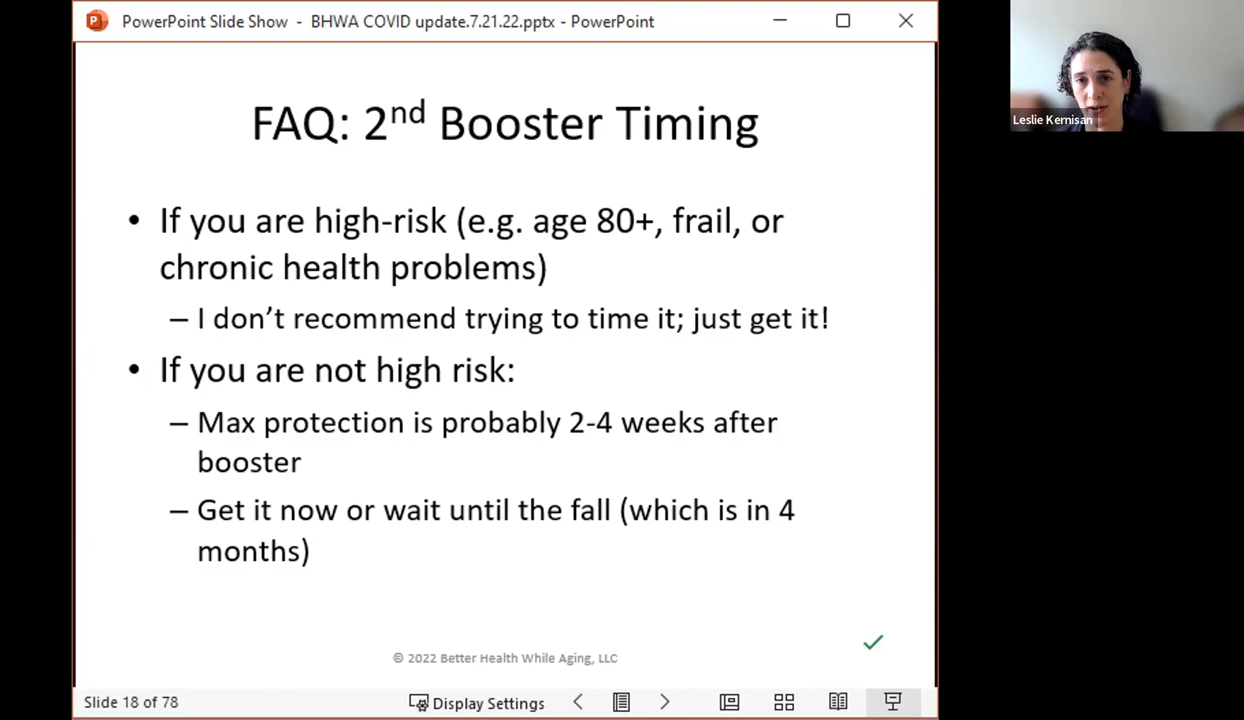 PowerPoint Slide Show - BHWA COVID update.7.21.22.pptx - PowerPoint
Leslie Kernisan
FAQ: 2nd Booster Timing
• If you are high-risk (e.g. age 80+, frail, or
chronic health problems)
– I don't recommend trying to time it; just get it!
• If you are not high risk:
– Max protection is probably 2-4 weeks after
booster
– Get it now or wait until the fall (which is in 4
months)
© 2022 Better Health While Aging, LLC
Slide 18 of 78
Display Settings